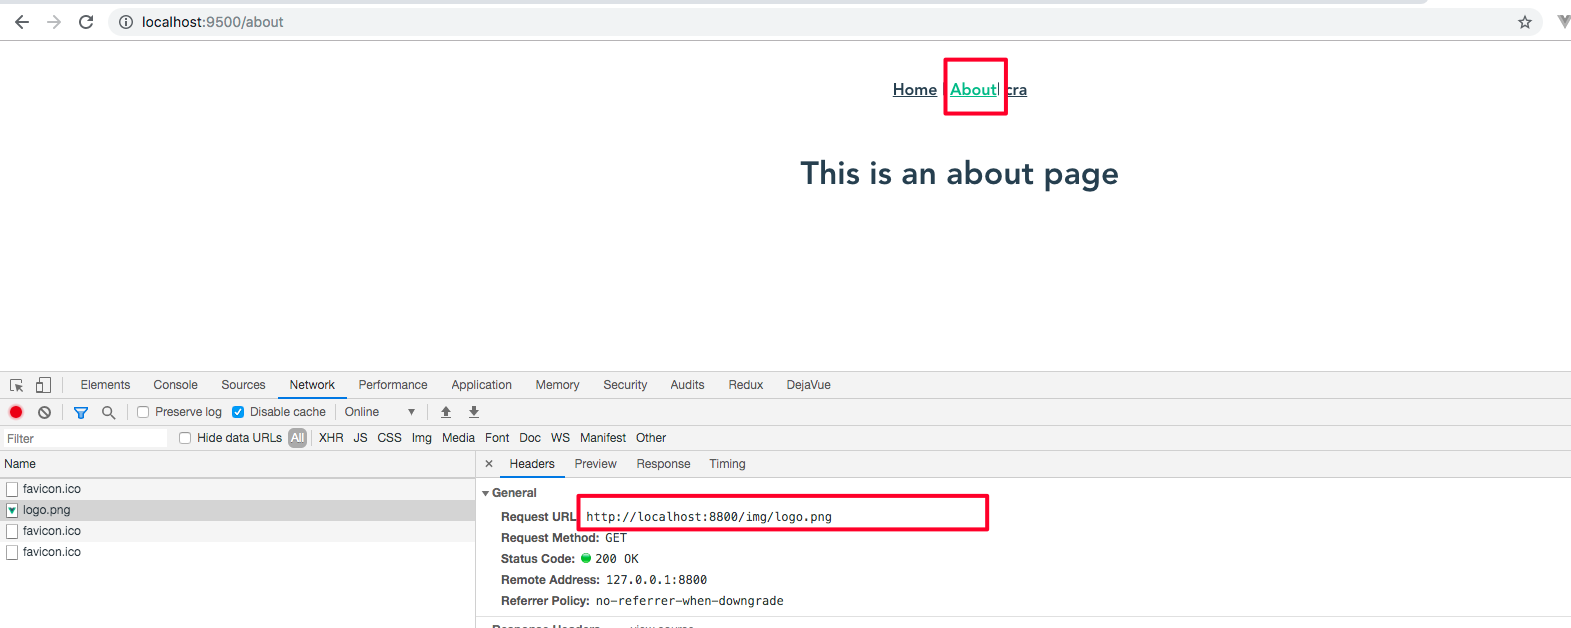 localhost:9500/about
Home | About| cra
This is an about page
Elements Console Sources Network Performance Application Memory Security Audits Redux DejaVue
Preserve log Disable cache Online
Filter Hide data URLs All XHR JS CSS Img Media Font Doc WS Manifest Other
Name × Headers Preview Response Timing
favicon.ico
logo.png
favicon.ico
favicon.ico
General
Request URL http://localhost:8800/img/logo.png
Request Method: GET
Status Code: 200 OK
Remote Address: 127.0.0.1:8800
Referrer Policy: no-referrer-when-downgrade
Response Headers view source